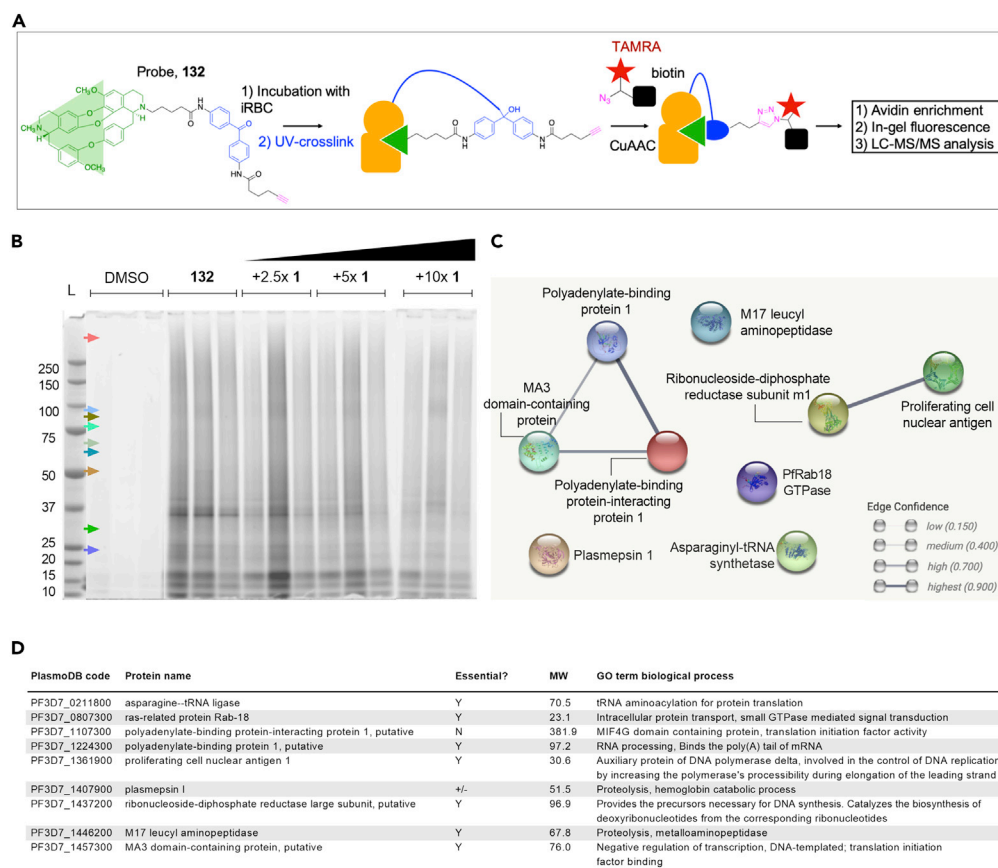 A
Probe, 132
CH₃O
N
H
OCH₃
O
O
NCH₃
H
O
OCH₃
O
NH
O
HN
O
1) Incubation with
iRBC
2) UV-crosslink
O
N
H
OH
N
H
O
TAMRA
N₃
biotin
CuAAC
N=N
N
1) Avidin enrichment
2) In-gel fluorescence
3) LC-MS/MS analysis
B
L
DMSO
132
+2.5x 1
+5x 1
+10x 1
250
150
100
75
50
37
25
20
15
10
C
Polyadenylate-binding
protein 1
M17 leucyl
aminopeptidase
MA3
domain-containing
protein
Ribonucleoside-diphosphate
reductase subunit m1
Proliferating cell
nuclear antigen
Polyadenylate-binding
protein-interacting
protein 1
PfRab18
GTPase
Plasmepsin 1
Asparaginyl-tRNA
synthetase
Edge Confidence
low (0.150)
medium (0.400)
high (0.700)
highest (0.900)
D
PlasmoDB code Protein name Essential? MW GO term biological process
PF3D7_0211800 asparagine--tRNA ligase Y 70.5 tRNA aminoacylation for protein translation
PF3D7_0807300 ras-related protein Rab-18 Y 23.1 Intracellular protein transport, small GTPase mediated signal transduction
PF3D7_1107300 polyadenylate-binding protein-interacting protein 1, putative N 381.9 MIF4G domain containing protein, translation initiation factor activity
PF3D7_1224300 polyadenylate-binding protein 1, putative Y 97.2 RNA processing, Binds the poly(A) tail of mRNA
PF3D7_1361900 proliferating cell nuclear antigen 1 Y 30.6 Auxiliary protein of DNA polymerase delta, involved in the control of DNA replication
by increasing the polymerase's processibility during elongation of the leading strand
PF3D7_1407900 plasmepsin I +/- 51.5 Proteolysis, hemoglobin catabolic process
PF3D7_1437200 ribonucleoside-diphosphate reductase large subunit, putative Y 96.9 Provides the precursors necessary for DNA synthesis. Catalyzes the biosynthesis of
deoxyribonucleotides from the corresponding ribonucleotides
PF3D7_1446200 M17 leucyl aminopeptidase Y 67.8 Proteolysis, metalloaminopeptidase
PF3D7_1457300 MA3 domain-containing protein, putative Y 76.0 Negative regulation of transcription, DNA-templated; translation initiation
factor binding